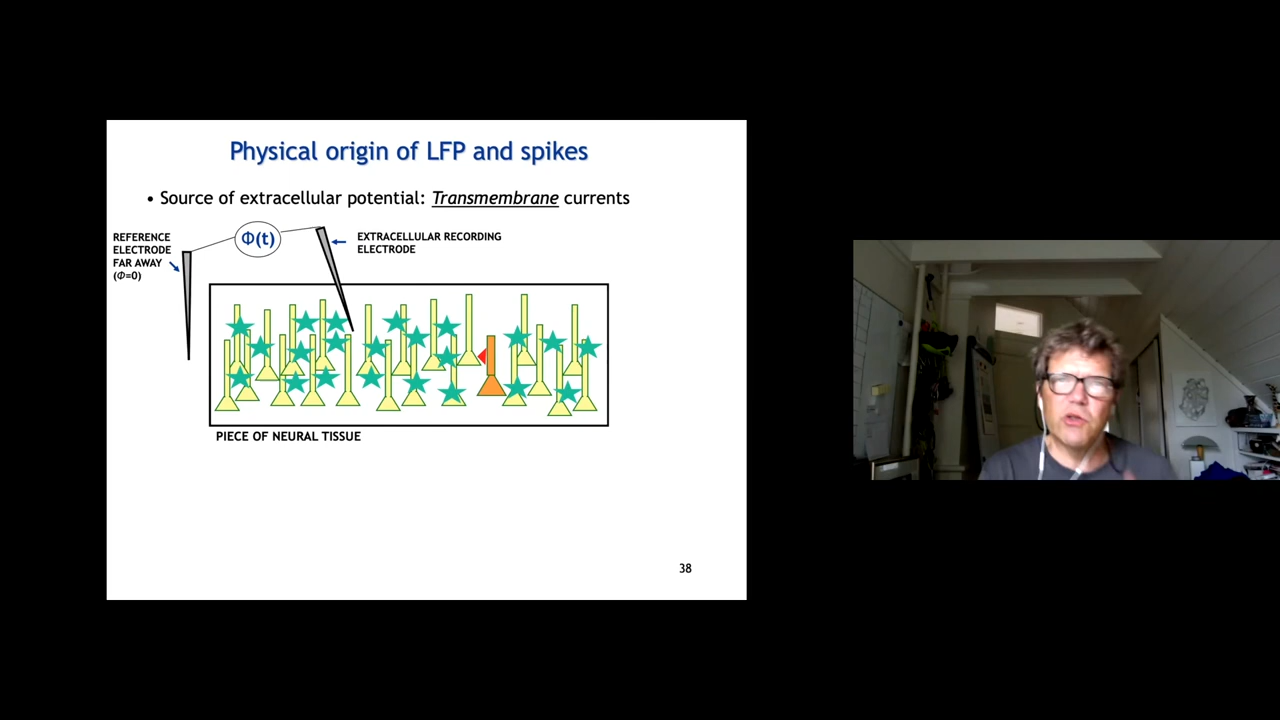 Physical origin of LFP and spikes
• Source of extracellular potential: Transmembrane currents
REFERENCE
ELECTRODE
FAR AWAY
(Φ=0)
Φ(t)
EXTRACELLULAR RECORDING
ELECTRODE
PIECE OF NEURAL TISSUE
38